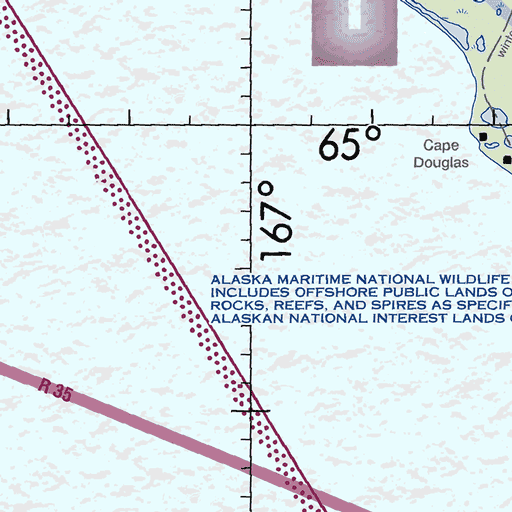 winte
65°
Cape
Douglas
167°
ALASKA MARITIME NATIONAL WILDLIFE
INCLUDES OFFSHORE PUBLIC LANDS O
ROCKS, REEFS, AND SPIRES AS SPECIF
ALASKAN NATIONAL INTEREST LANDS
R 35